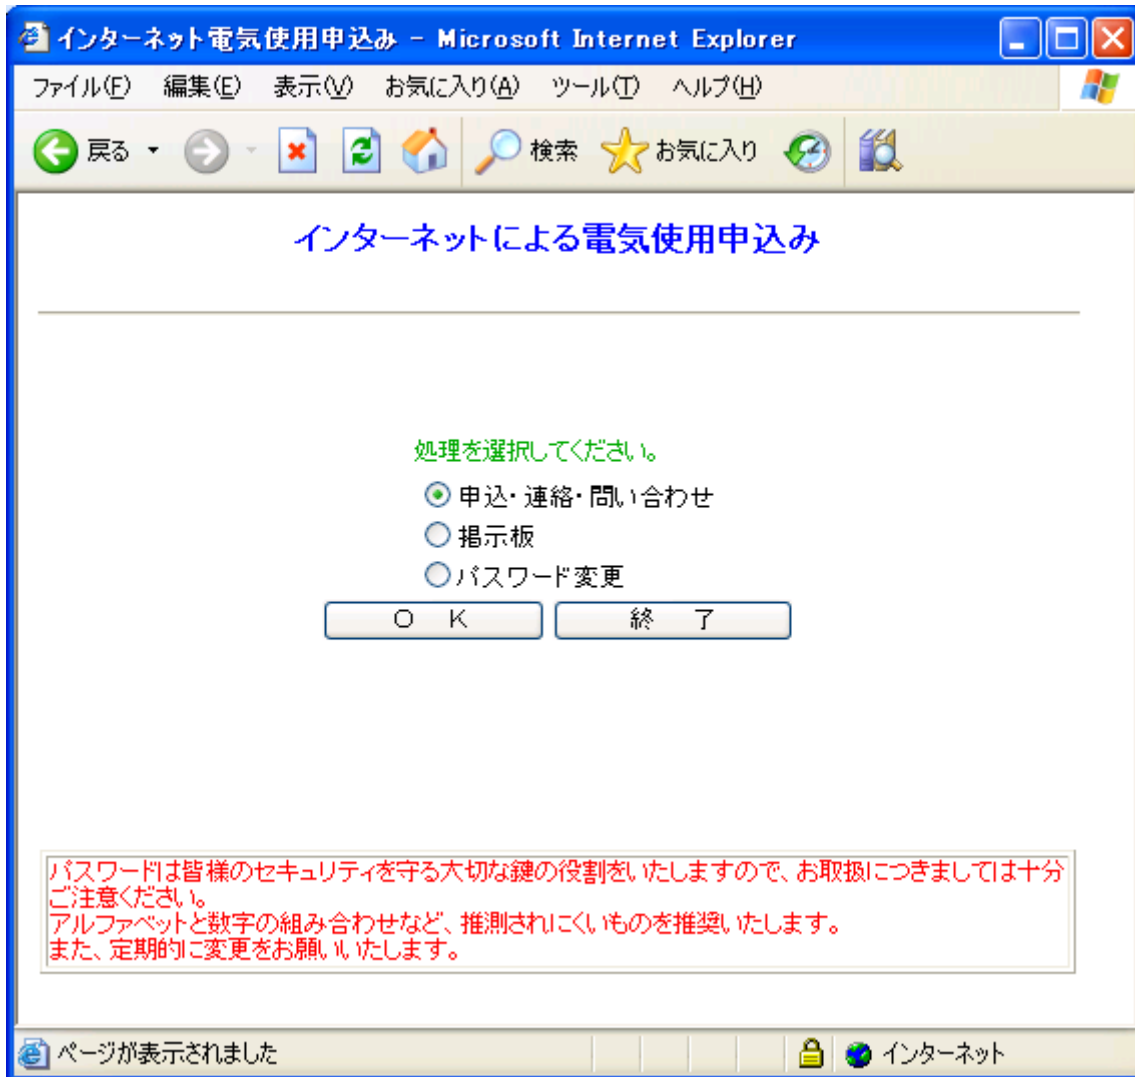 インターネット電気使用申込み - Microsoft Internet Explorer
ファイル(F) 編集(E) 表示(V) お気に入り(A) ツール(T) ヘルプ(H)
戻る 検索 お気に入り
インターネットによる電気使用申込み
処理を選択してください。
申込・連絡・問い合わせ
掲示板
パスワード変更
ＯＫ 終了
パスワードは皆様のセキュリティを守る大切な鍵の役割をいたしますので、お取扱につきましては十分
ご注意ください。
アルファベットと数字の組み合わせなど、推測されにくいものを推奨いたします。
また、定期的に変更をお願いいたします。
ページが表示されました インターネット